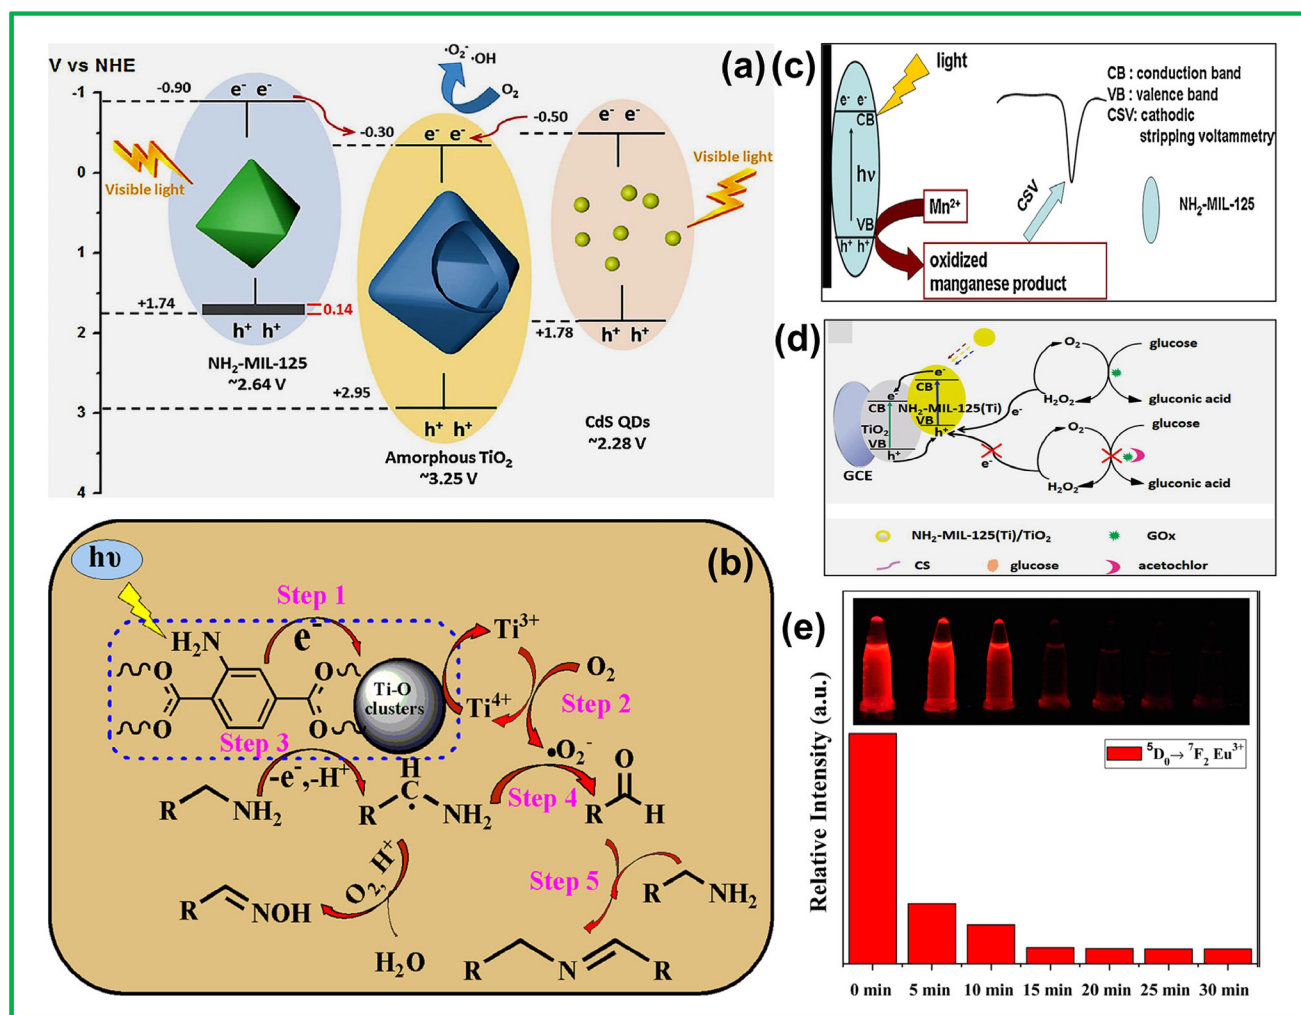 (a)
V vs NHE
-1
0
1
2
3
4
-0.90
e⁻ e⁻
Visible light
+1.74
0.14
h⁺ h⁺
NH₂-MIL-125
~2.64 V
·O₂⁻
·OH
O₂
-0.30
e⁻ e⁻
+2.95
h⁺ h⁺
Amorphous TiO₂
~3.25 V
-0.50
e⁻ e⁻
Visible light
+1.78
h⁺ h⁺
CdS QDs
~2.28 V
(b)
hυ
Step 1
e⁻
H₂N
O
O
O
O
Ti-O
clusters
Ti³⁺
Ti⁴⁺
O₂
Step 2
•O₂⁻
Step 3
-e⁻,-H⁺
R
NH₂
H
C
·
R
NH₂
Step 4
O
R
H
O₂, H⁺
H₂O
R
NOH
Step 5
R
NH₂
R
N
R
(c)
light
e⁻ e⁻
CB
hν
VB
h⁺ h⁺
Mn²⁺
oxidized
manganese product
CSV
CB : conduction band
VB : valence band
CSV: cathodic
stripping voltammetry
NH₂-MIL-125
(d)
e⁻
CB
NH₂-MIL-125(Ti)
VB
h⁺
e⁻
CB
TiO₂
VB
h⁺
GCE
e⁻
O₂
H₂O₂
glucose
gluconic acid
e⁻
O₂
H₂O₂
glucose
gluconic acid
NH₂-MIL-125(Ti)/TiO₂
GOx
CS
glucose
acetochlor
(e)
Relative Intensity (a.u.)
⁵D₀→ ⁷F₂ Eu³⁺
0 min 5 min 10 min 15 min 20 min 25 min 30 min